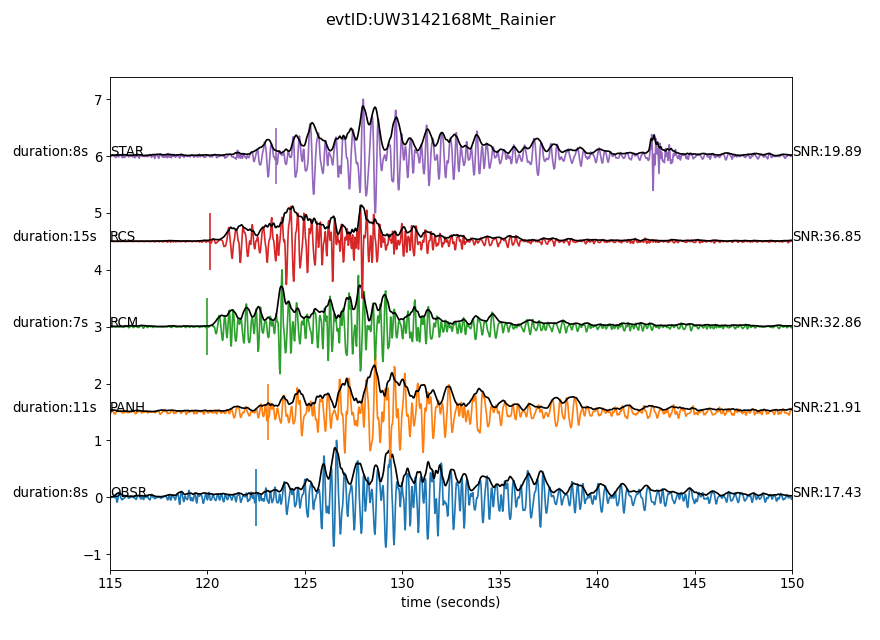 evtID:UW3142168Mt_Rainier
7
duration:8s STAR SNR:19.89
6
5
duration:15s RCS SNR:36.85
4
duration:7s RCM SNR:32.86
3
2
duration:11s PANH SNR:21.91
1
duration:8s OBSR SNR:17.43
0
−1
115 120 125 130 135 140 145 150
time (seconds)